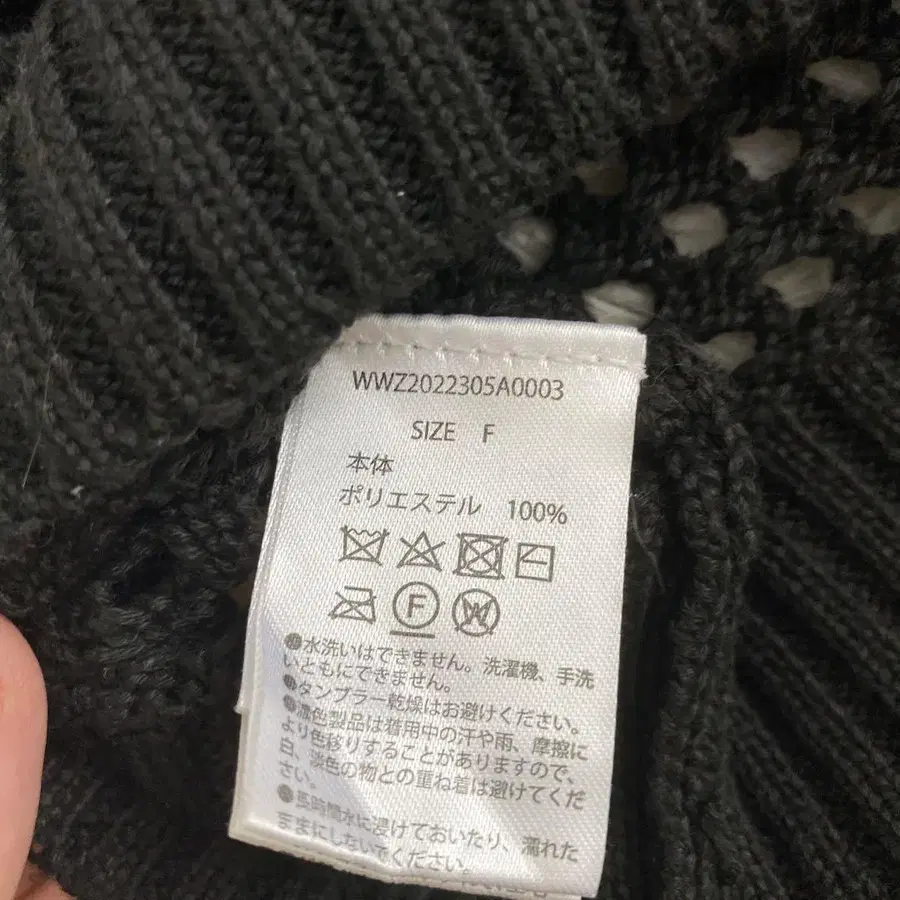 WWZ2022305A0003
SIZE F
本体
ポリエステル 100%
F
W
●水洗いはできません。洗濯機、手洗
いともにできません。
●タンブラー乾燥はお避けください。
●濃色製品は着用中の汗や雨、摩擦に
より色移りすることがありますので、
白、淡色の物との重ね着は避けてくだ
さい。
●長時間水に浸けておいたり、濡れた
ままにしないでください。